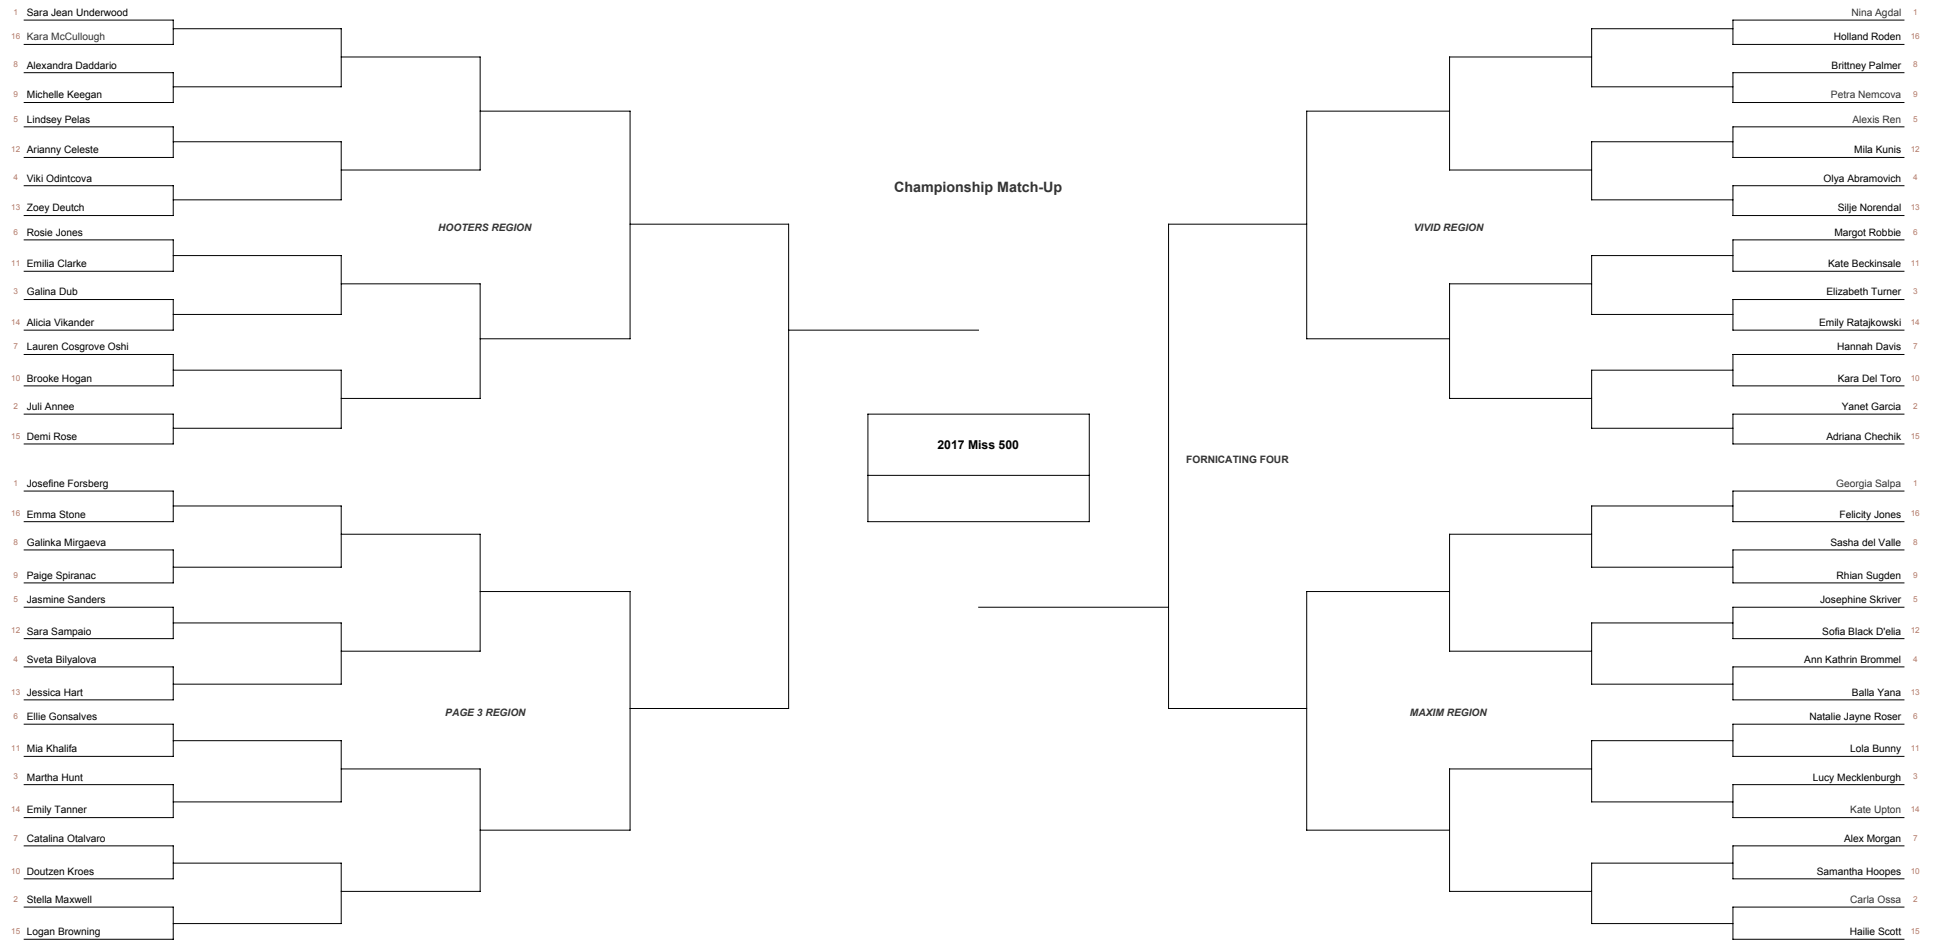 1 Sara Jean Underwood
16 Kara McCullough
8 Alexandra Daddario
9 Michelle Keegan
5 Lindsey Pelas
12 Arianny Celeste
4 Viki Odintcova
13 Zoey Deutch
HOOTERS REGION
6 Rosie Jones
11 Emilia Clarke
3 Galina Dub
14 Alicia Vikander
7 Lauren Cosgrove Oshi
10 Brooke Hogan
2 Juli Annee
15 Demi Rose
1 Josefine Forsberg
16 Emma Stone
8 Galinka Mirgaeva
9 Paige Spiranac
5 Jasmine Sanders
12 Sara Sampaio
4 Sveta Bilyalova
13 Jessica Hart
PAGE 3 REGION
6 Ellie Gonsalves
11 Mia Khalifa
3 Martha Hunt
14 Emily Tanner
7 Catalina Otalvaro
10 Doutzen Kroes
2 Stella Maxwell
15 Logan Browning
Championship Match-Up
2017 Miss 500
FORNICATING FOUR
Nina Agdal 1
Holland Roden 16
Brittney Palmer 8
Petra Nemcova 9
Alexis Ren 5
Mila Kunis 12
Olya Abramovich 4
Silje Norendal 13
VIVID REGION
Margot Robbie 6
Kate Beckinsale 11
Elizabeth Turner 3
Emily Ratajkowski 14
Hannah Davis 7
Kara Del Toro 10
Yanet Garcia 2
Adriana Chechik 15
Georgia Salpa 1
Felicity Jones 16
Sasha del Valle 8
Rhian Sugden 9
Josephine Skriver 5
Sofia Black D'elia 12
Ann Kathrin Brommel 4
Balla Yana 13
MAXIM REGION
Natalie Jayne Roser 6
Lola Bunny 11
Lucy Mecklenburgh 3
Kate Upton 14
Alex Morgan 7
Samantha Hoopes 10
Carla Ossa 2
Hailie Scott 15